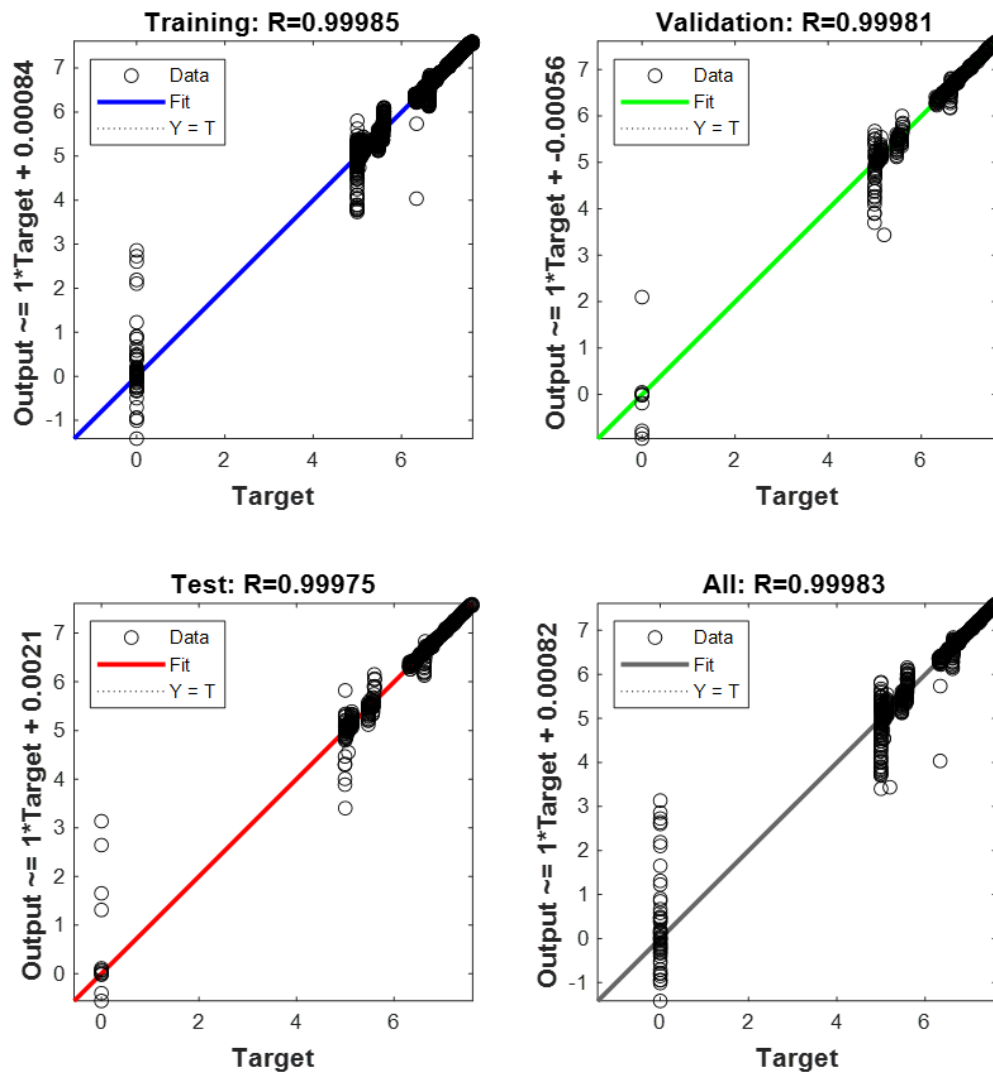 Training: R=0.99985
Output ~= 1*Target + 0.00084
7
6
5
4
3
2
1
0
-1
Data
Fit
Y = T
0
2
4
6
Target
Validation: R=0.99981
Output ~= 1*Target + -0.00056
7
6
5
4
3
2
1
0
Data
Fit
Y = T
0
2
4
6
Target
Test: R=0.99975
Output ~= 1*Target + 0.0021
7
6
5
4
3
2
1
0
Data
Fit
Y = T
0
2
4
6
Target
All: R=0.99983
Output ~= 1*Target + 0.00082
7
6
5
4
3
2
1
0
-1
Data
Fit
Y = T
0
2
4
6
Target